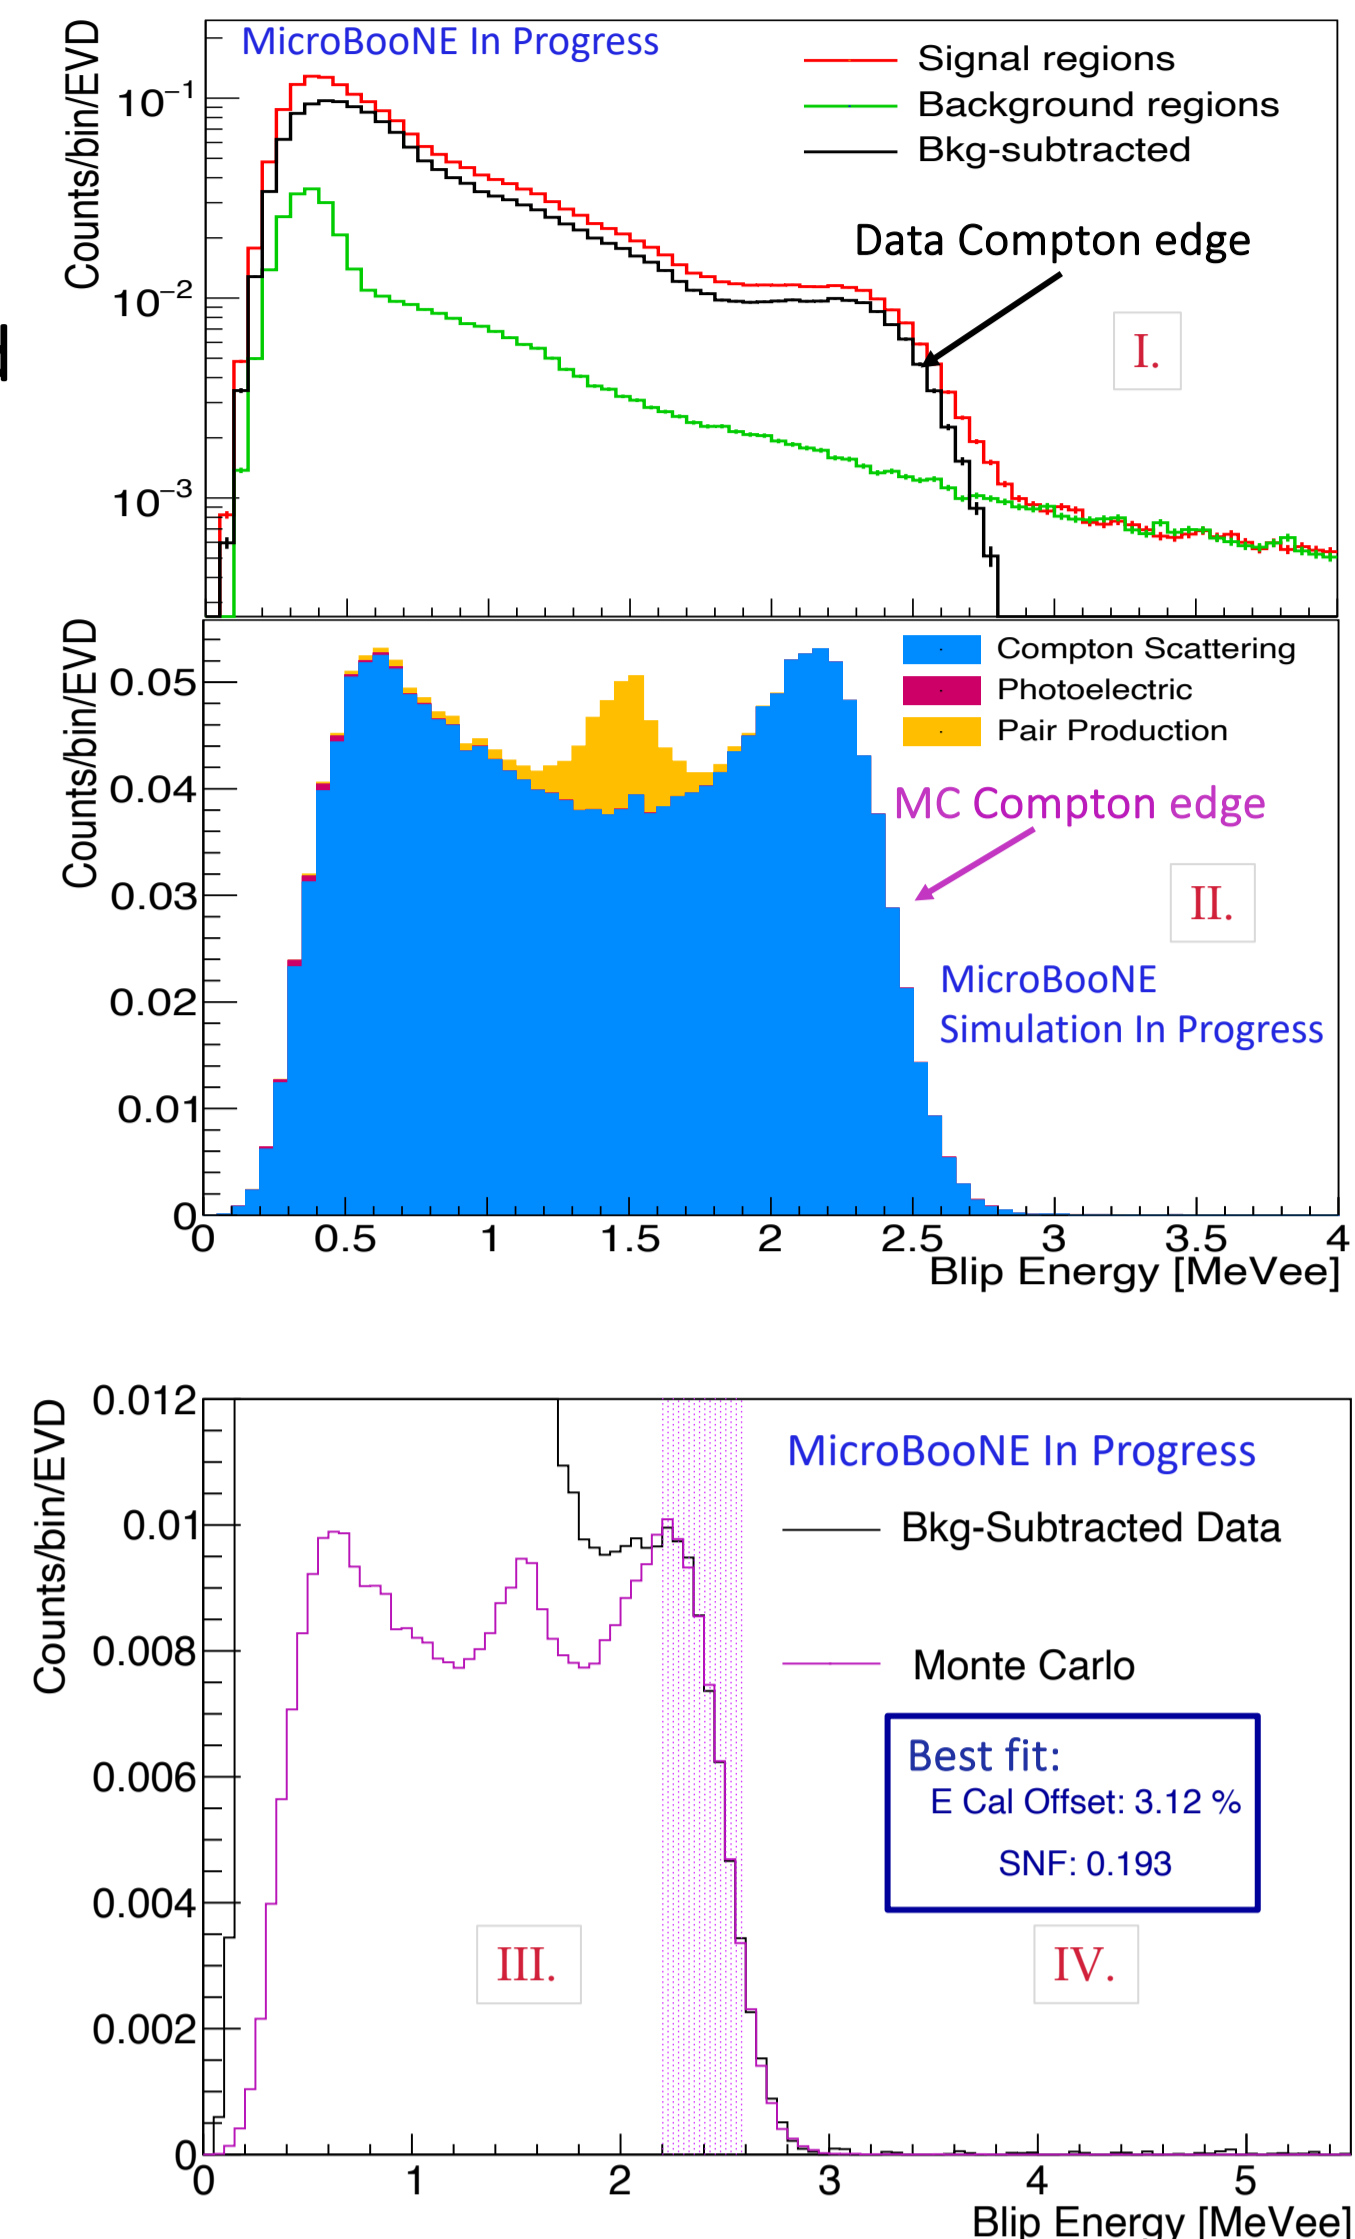 MicroBooNE In Progress
Signal regions
Background regions
Bkg-subtracted
Counts/bin/EVD
10⁻¹
10⁻²
10⁻³
Data Compton edge
I.
Compton Scattering
Photoelectric
Pair Production
Counts/bin/EVD
0.05
0.04
0.03
0.02
0.01
0
MC Compton edge
II.
MicroBooNE
Simulation In Progress
0 0.5 1 1.5 2 2.5 3 3.5 4
Blip Energy [MeVee]
Counts/bin/EVD
0.012
0.01
0.008
0.006
0.004
0.002
0
MicroBooNE In Progress
Bkg-Subtracted Data
Monte Carlo
Best fit:
E Cal Offset: 3.12 %
SNF: 0.193
III.
IV.
0 1 2 3 4 5
Blip Energy [MeVee]